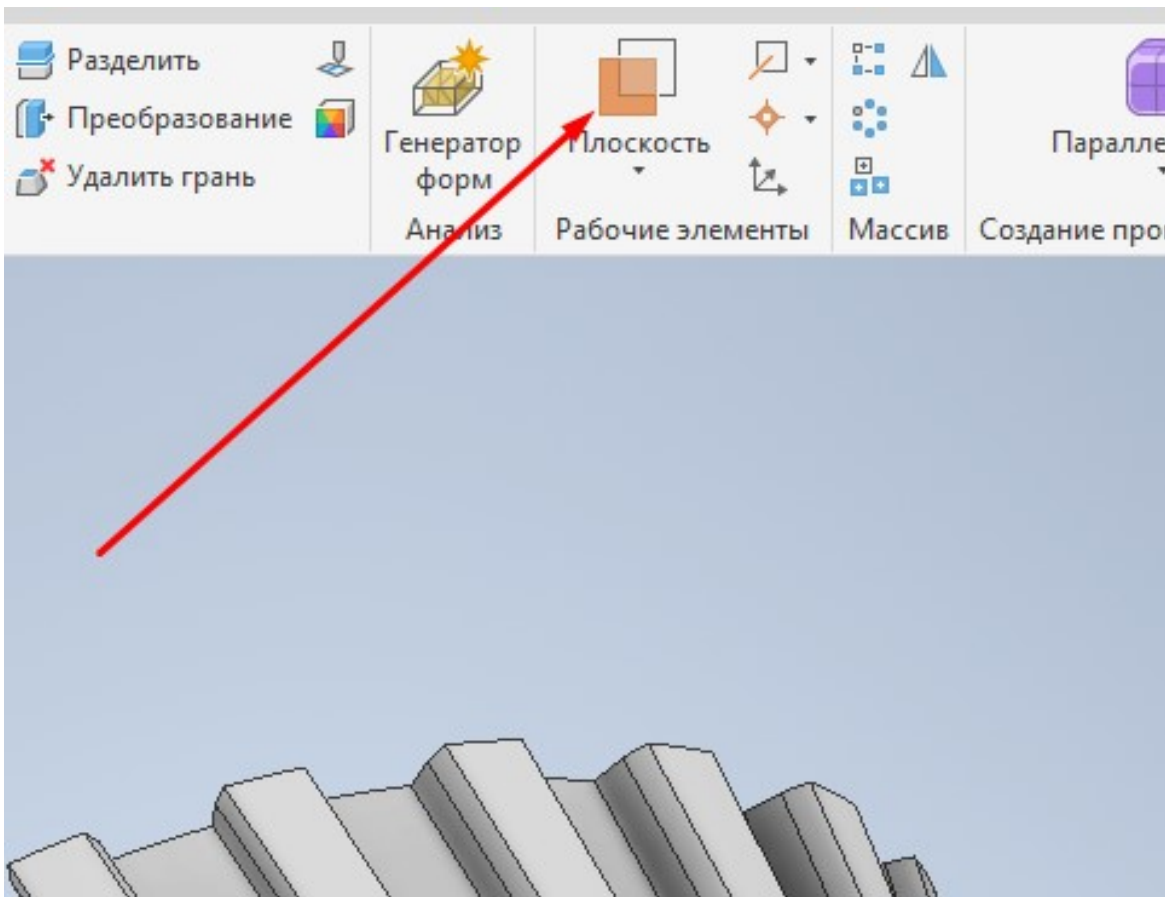 Разделить
Преобразование
Удалить грань
Генератор
форм
Анализ
Плоскость
Рабочие элементы
Массив
Паралле
Создание про